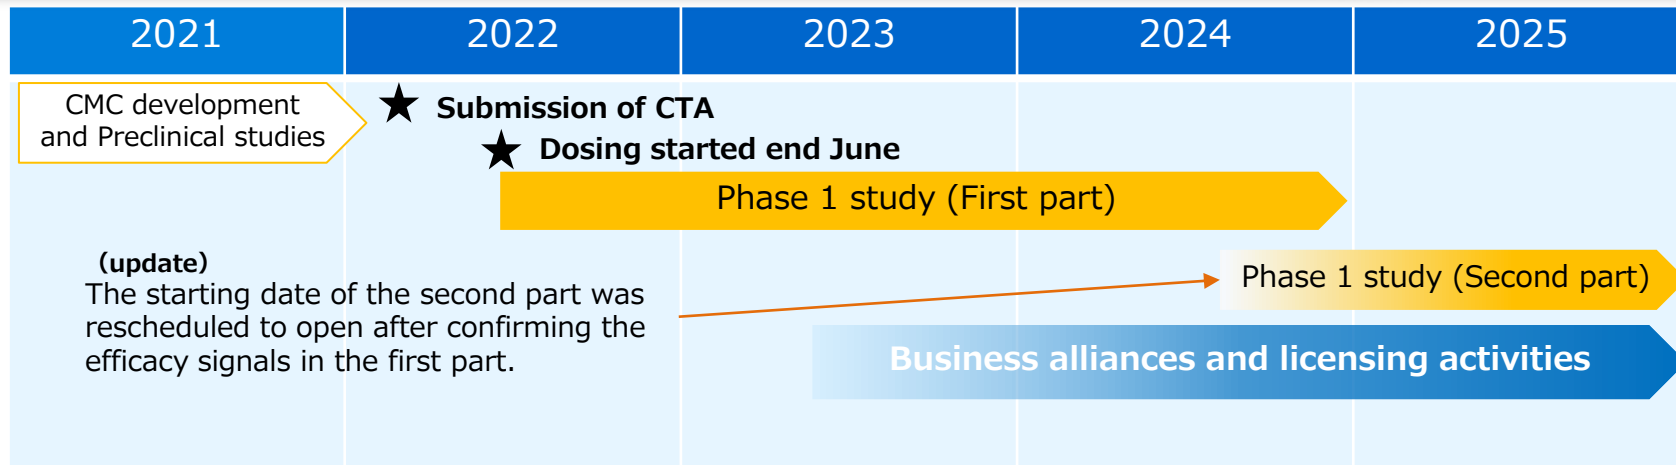 2021
2022
2023
2024
2025
CMC development
and Preclinical studies
Submission of CTA
Dosing started end June
Phase 1 study (First part)
（update）
The starting date of the second part was
rescheduled to open after confirming the
efficacy signals in the first part.
Phase 1 study (Second part)
Business alliances and licensing activities